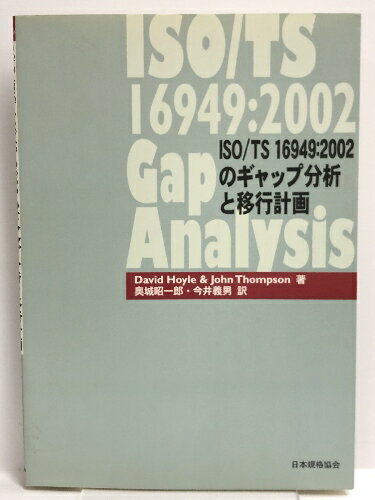 ISO/TS
16949:2002
Gap
Analysis
ISO/TS 16949:2002
のギャップ分析
と移行計画
David Hoyle & John Thompson 著
奥城昭一郎・今井義男 訳
日本規格協会